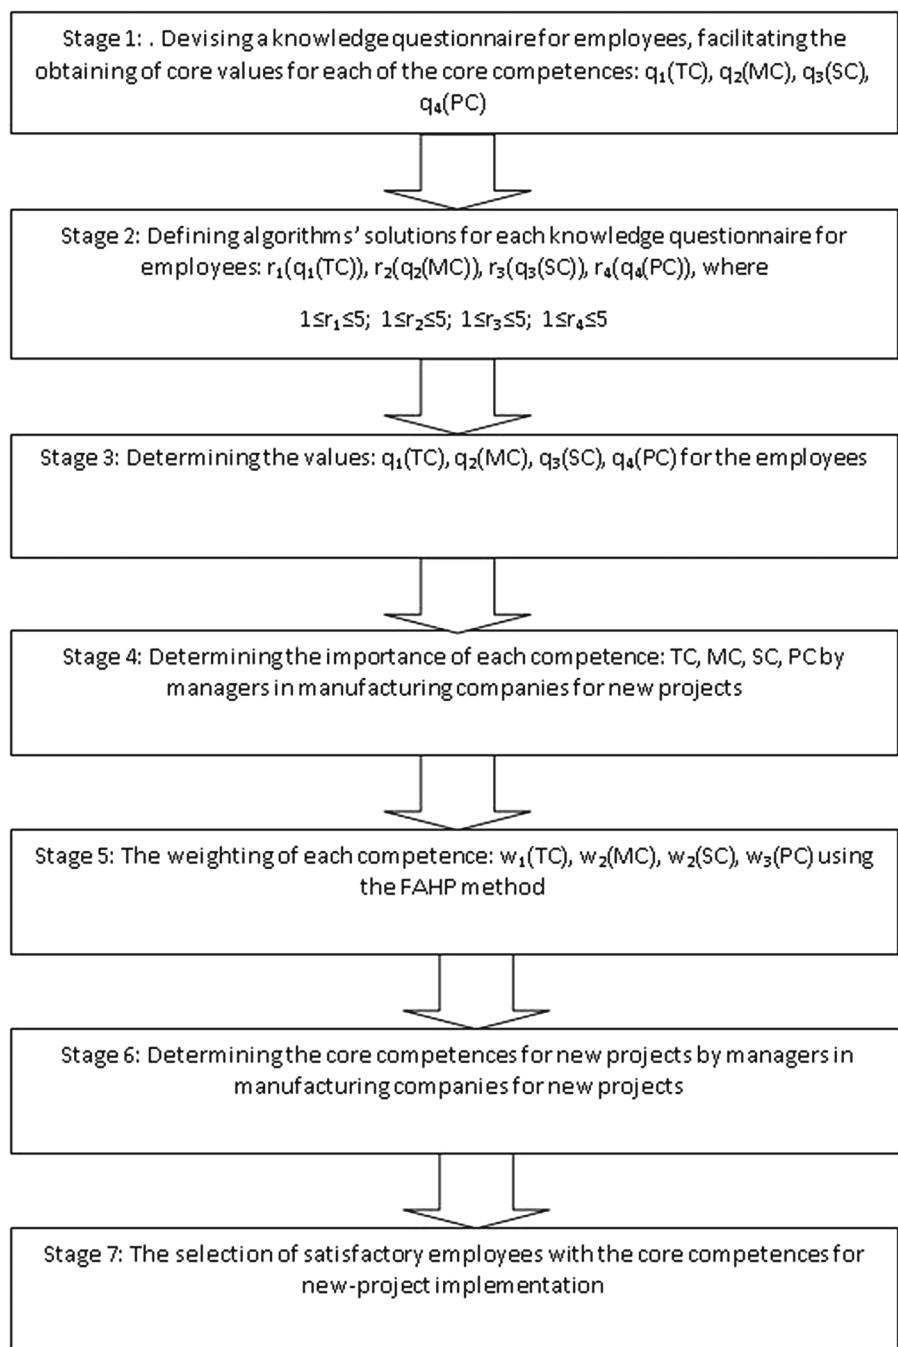 Stage 1: . Devising a knowledge questionnaire for employees, facilitating the
obtaining of core values for each of the core competences: q₁(TC), q₂(MC), q₃(SC),
q₄(PC)
Stage 2: Defining algorithms’ solutions for each knowledge questionnaire for
employees: r₁(q₁(TC)), r₂(q₂(MC)), r₃(q₃(SC)), r₄(q₄(PC)), where
1≤r₁≤5; 1≤r₂≤5; 1≤r₃≤5; 1≤r₄≤5
Stage 3: Determining the values: q₁(TC), q₂(MC), q₃(SC), q₄(PC) for the employees
Stage 4: Determining the importance of each competence: TC, MC, SC, PC by
managers in manufacturing companies for new projects
Stage 5: The weighting of each competence: w₁(TC), w₂(MC), w₂(SC), w₃(PC) using
the FAHP method
Stage 6: Determining the core competences for new projects by managers in
manufacturing companies for new projects
Stage 7: The selection of satisfactory employees with the core competences for
new-project implementation